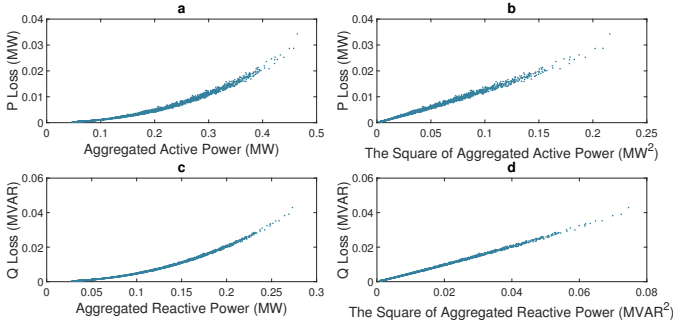 a
b
0.04
0.03
0.02
0.01
0
P Loss (MW)
0.1 0.2 0.3 0.4 0.5
Aggregated Active Power (MW)
0.04
0.02
0
P Loss (MW)
0 0.05 0.1 0.15 0.2 0.25
The Square of Aggregated Active Power (MW²)
c
d
0.06
0.04
0.02
0
Q Loss (MVAR)
0 0.05 0.1 0.15 0.2 0.25 0.3
Aggregated Reactive Power (MW)
0.06
0.04
0.02
0
Q Loss (MVAR)
0 0.02 0.04 0.06 0.08
The Square of Aggregated Reactive Power (MVAR²)